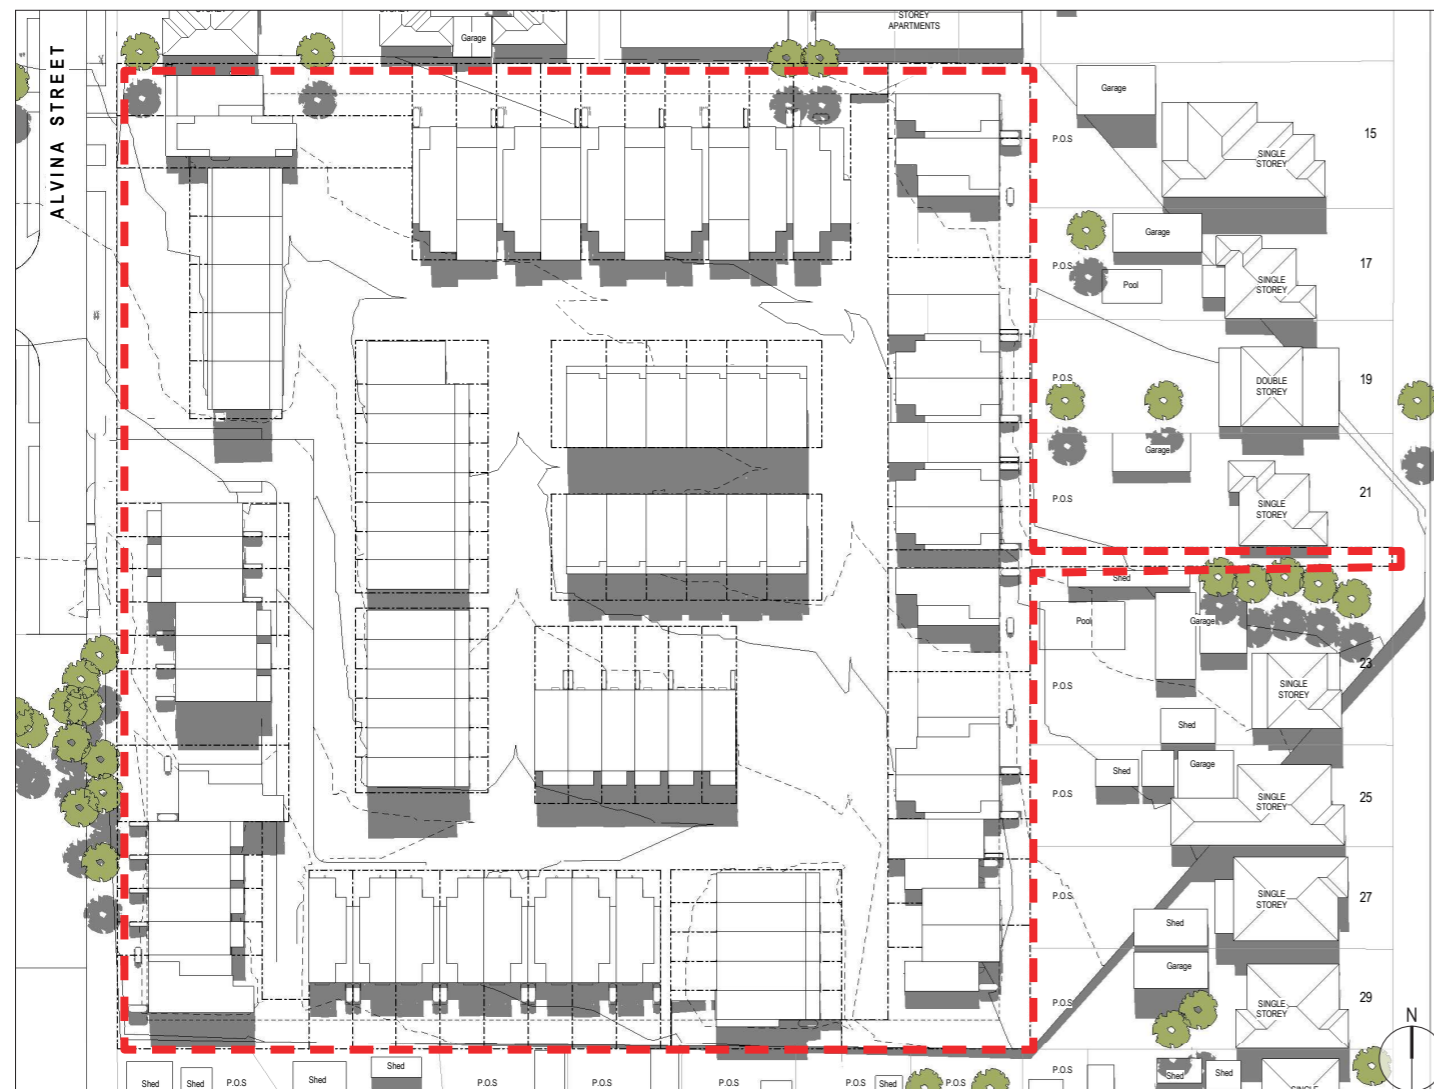 STOREY
APARTMENTS
Garage
ALVINA STREET
Garage
P.O.S
15
SINGLE
STOREY
Garage
P.O.S
17
Pool
SINGLE
STOREY
P.O.S
DOUBLE
STOREY
19
Garage
P.O.S
21
SINGLE
STOREY
Shed
Pool
Garage
23
P.O.S
SINGLE
STOREY
Shed
Garage
Shed
P.O.S
25
SINGLE
STOREY
P.O.S
27
SINGLE
STOREY
Shed
Garage
P.O.S
29
SINGLE
STOREY
N
Shed
Shed
P.O.S
Shed
Shed
P.O.S
P.O.S
P.O.S
Shed
P.O.S
P.O.S
Shed
Shed
SINGLE